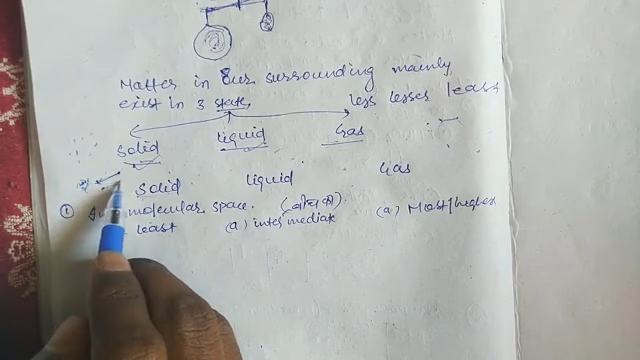 Matter in our surrounding mainly
exist in 3 state.
less lesser least
Solid liquid Gas
Solid liquid Gas
① molecular space.
least (a) intermediate (a) Most/highest